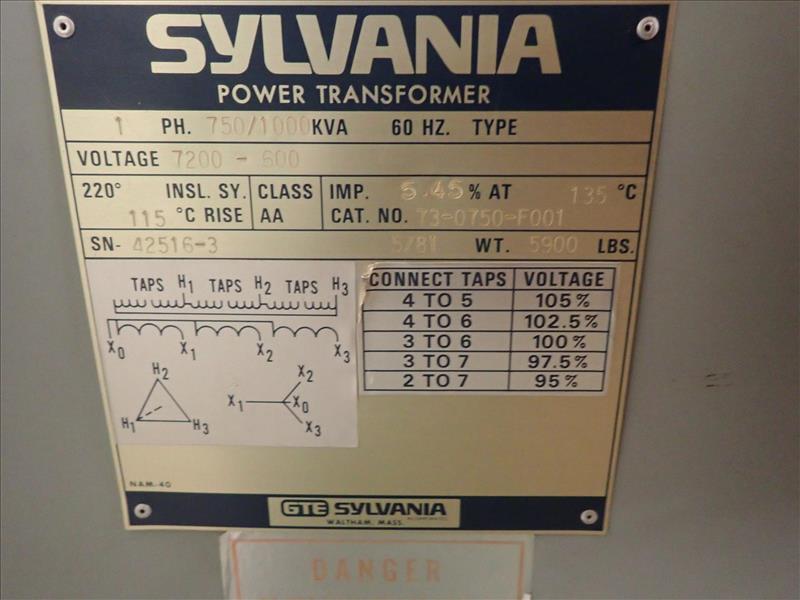 SYLVANIA
POWER TRANSFORMER
PH. 750/1000 KVA 60 HZ. TYPE
VOLTAGE 7200 - 600
220° INSL. SY. CLASS IMP. 5.45 % AT 135 °C
115 °C RISE AA CAT. NO. 73-0750-F001
SN- 42516-3 WT. 5900 LBS.
TAPS H1 TAPS H2 TAPS H3
X0 X1 X2 X3
H2
H1 H3
X2
X1 X0
X3
CONNECT TAPS VOLTAGE
4 TO 5 105%
4 TO 6 102.5%
3 TO 6 100%
3 TO 7 97.5%
2 TO 7 95%
NAM-40
GTE SYLVANIA
WALTHAM, MASS.
DANGER